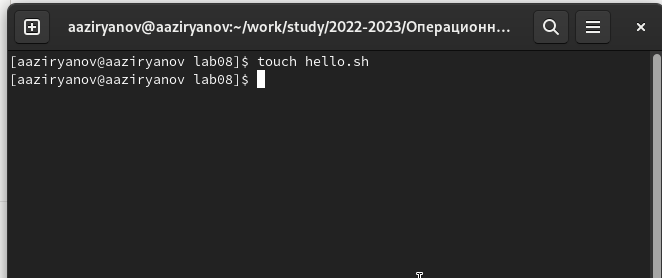 aaziryanov@aaziryanov:~/work/study/2022-2023/Операционн...
[aaziryanov@aaziryanov lab08]$ touch hello.sh
[aaziryanov@aaziryanov lab08]$